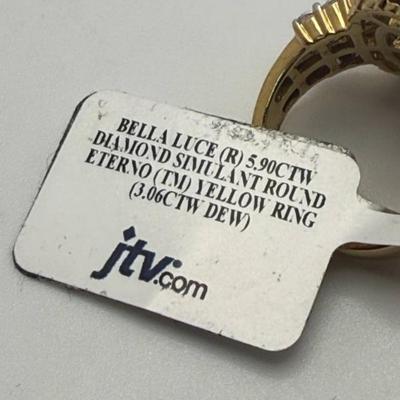 BELLA LUCE (R) 5.90CTW
DIAMOND SIMULANT ROUND
ETERNO (TM) YELLOW RING
(3.06CTW DEW)
jtv.com